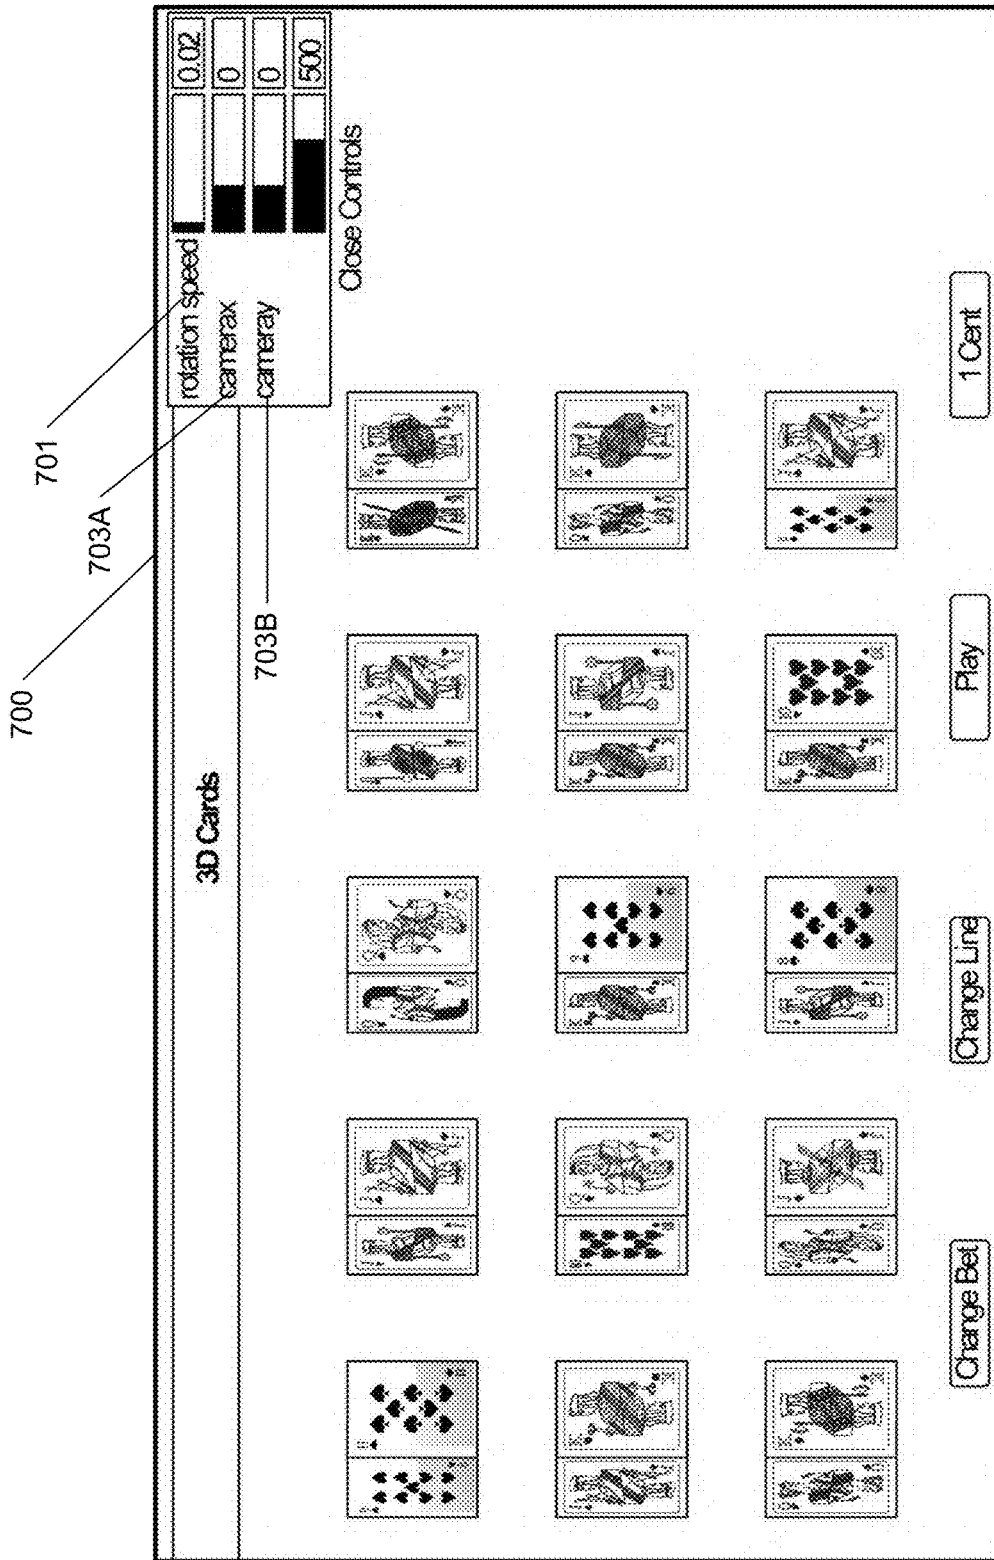 700
701
703A
703B
3D Cards
rotation speed 0.02
camerax 0
cameray 0
500
Close Controls
Change Bet
Change Line
Play
1 Cent